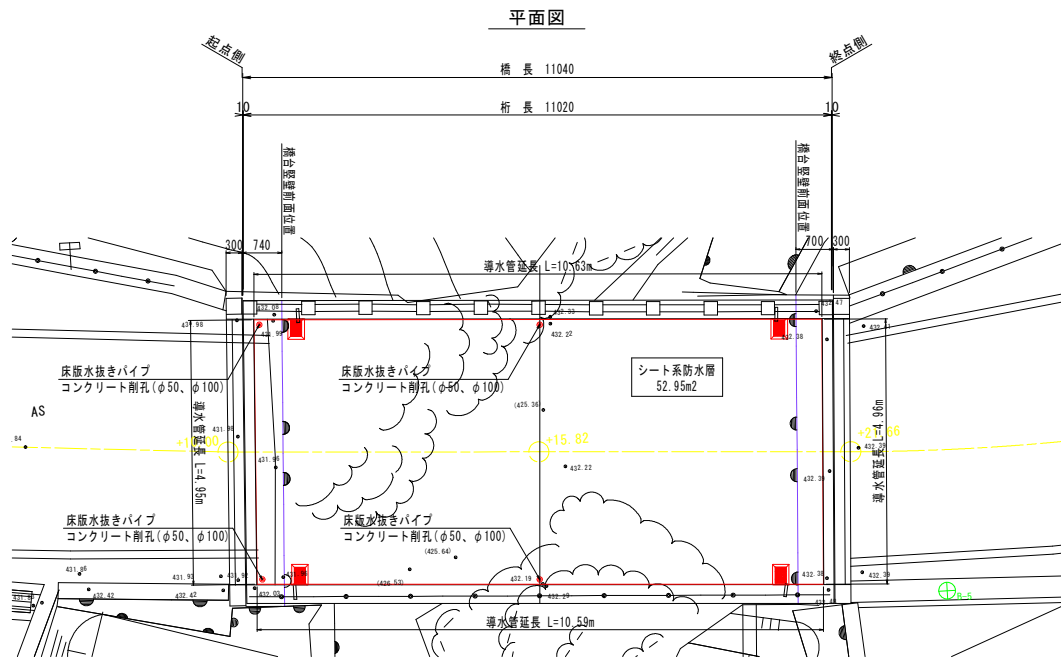 平面図
起点側
終点側
橋 長 11040
10
桁 長 11020
10
橋台竪壁前面位置
橋台竪壁前面位置
300
740
700
300
導水管延長 L=10.63m
432.08
432.33
432.47
432.22
432.41
432.38
床版水抜きパイプ
コンクリート削孔(φ50、φ100)
床版水抜きパイプ
コンクリート削孔(φ50、φ100)
シート系防水層
52.95m2
(425.36)
AS
導水管延長 L=4.95m
導水管延長 L=4.96m
431.98
+15.82
432.39
431.96
432.22
432.39
床版水抜きパイプ
コンクリート削孔(φ50、φ100)
床版水抜きパイプ
コンクリート削孔(φ50、φ100)
(425.64)
431.86
431.93
431.92
(426.53)
432.19
432.38
432.39
432.42
432.42
432.03
432.29
B-5
導水管延長 L=10.59m